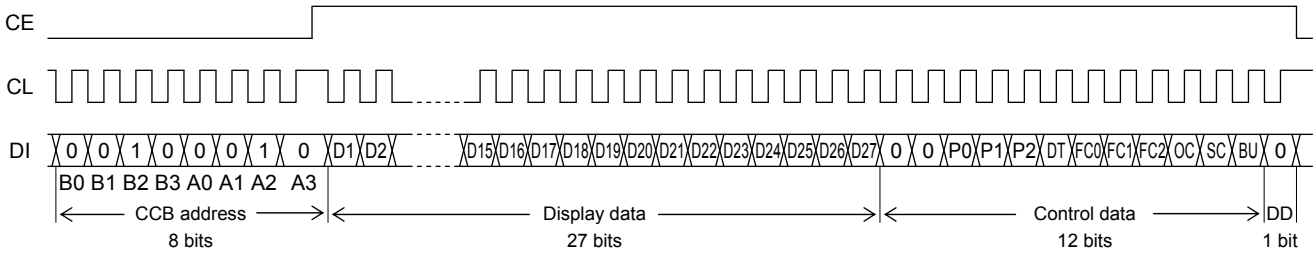 CE
CL
DI 0 0 1 0 0 0 1 0 D1 D2 D15 D16 D17 D18 D19 D20 D21 D22 D23 D24 D25 D26 D27 0 0 P0 P1 P2 DT FC0 FC1 FC2 OC SC BU 0
B0 B1 B2 B3 A0 A1 A2 A3
CCB address Display data Control data DD
8 bits 27 bits 12 bits 1 bit